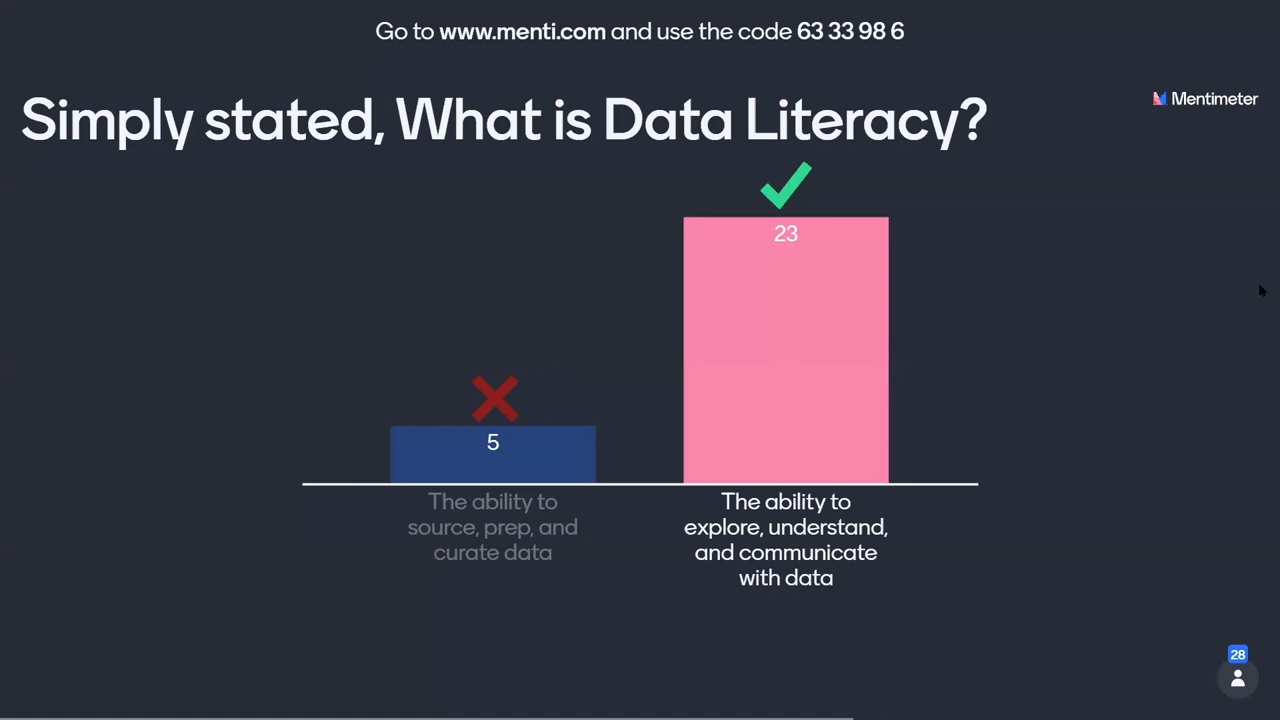 Go to www.menti.com and use the code 63 33 98 6
Simply stated, What is Data Literacy?
Mentimeter
23
5
The ability to
source, prep, and
curate data
The ability to
explore, understand,
and communicate
with data
28